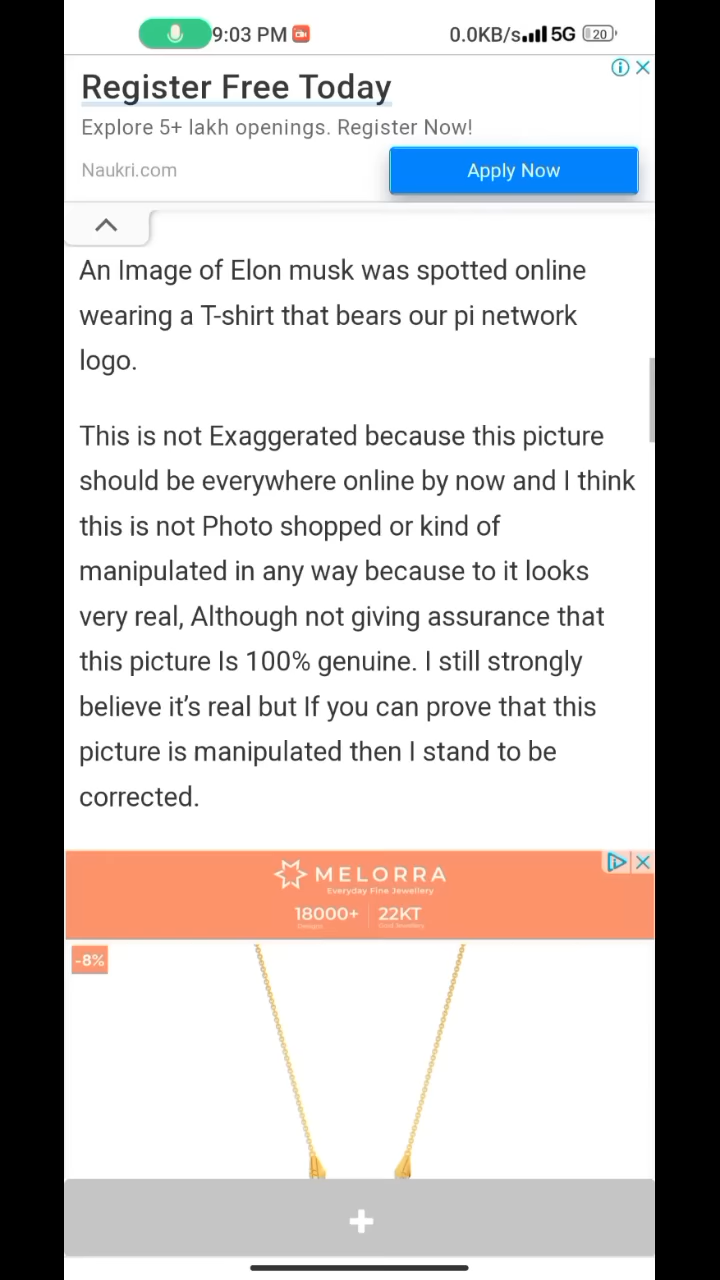 9:03 PM 0.0KB/s 5G 20
Register Free Today
Explore 5+ lakh openings. Register Now!
Naukri.com
Apply Now
An Image of Elon musk was spotted online
wearing a T-shirt that bears our pi network
logo.
This is not Exaggerated because this picture
should be everywhere online by now and I think
this is not Photo shopped or kind of
manipulated in any way because to it looks
very real, Although not giving assurance that
this picture Is 100% genuine. I still strongly
believe it’s real but If you can prove that this
picture is manipulated then I stand to be
corrected.
MELORRA
Everyday Fine Jewellery
18000+ 22KT
Designs Gold Jewellery
-8%